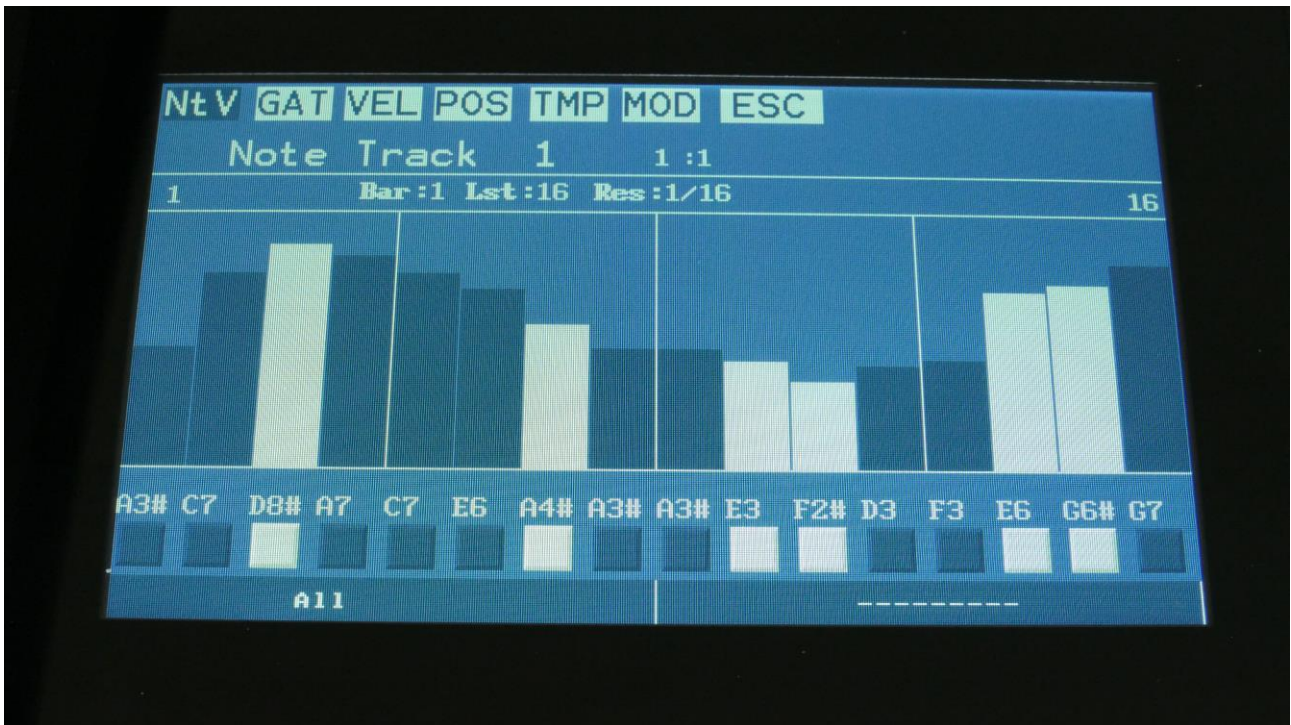 NtV GAT VEL POS TMP MOD ESC
Note Track 1 1:1
1 Bar:1 Lst:16 Res:1/16 16
A3# C7 D8# A7 C7 E6 A4# A3# A3# E3 F2# D3 F3 E6 G6# G7
All ---------